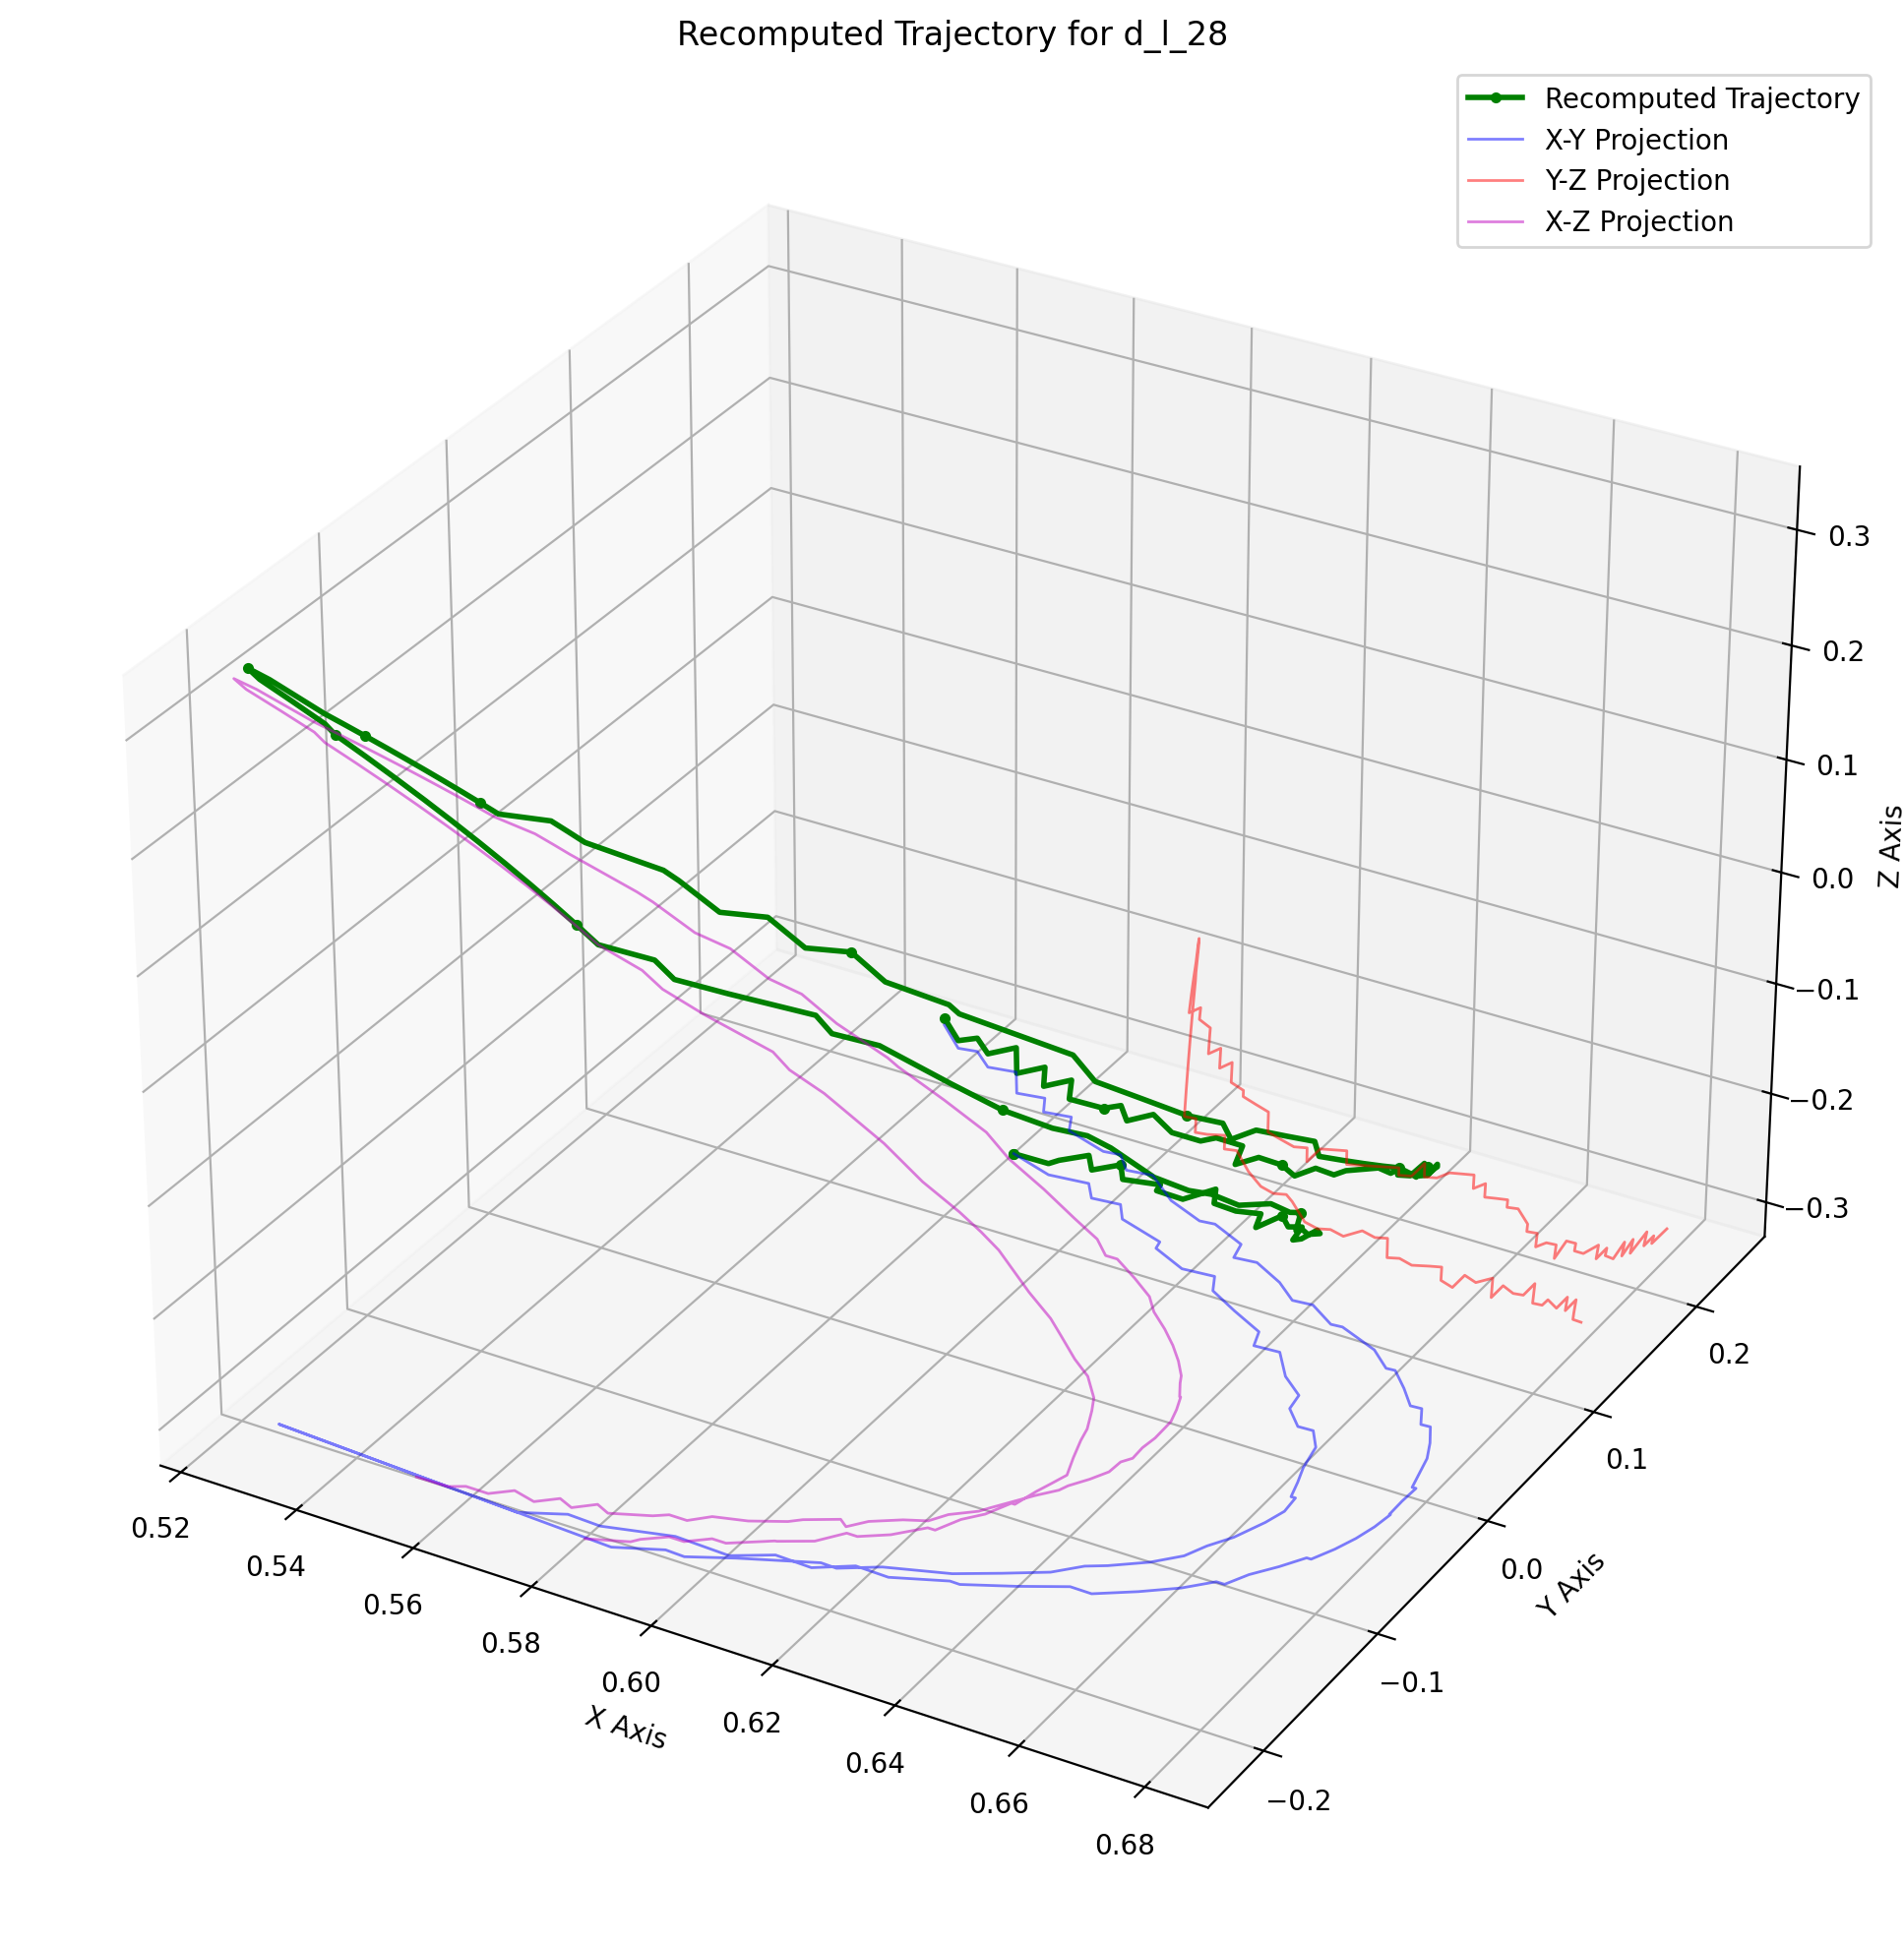 Recomputed Trajectory for d_l_28
Recomputed Trajectory
X-Y Projection
Y-Z Projection
X-Z Projection
0.3
0.2
0.1
0.0
−0.1
−0.2
−0.3
Z Axis
0.2
0.1
0.0
−0.1
−0.2
Y Axis
0.52
0.54
0.56
0.58
0.60
0.62
0.64
0.66
0.68
X Axis